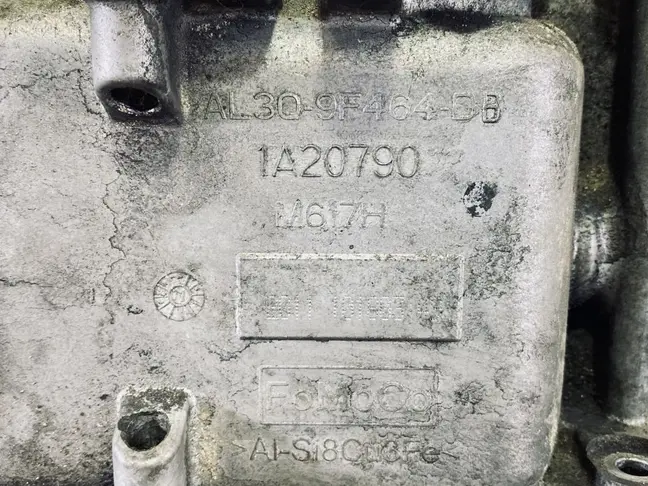 AL3Q-9F464-DB
1A20790
M617H
FoMoCo
>Al-Si8Cu3Fe<